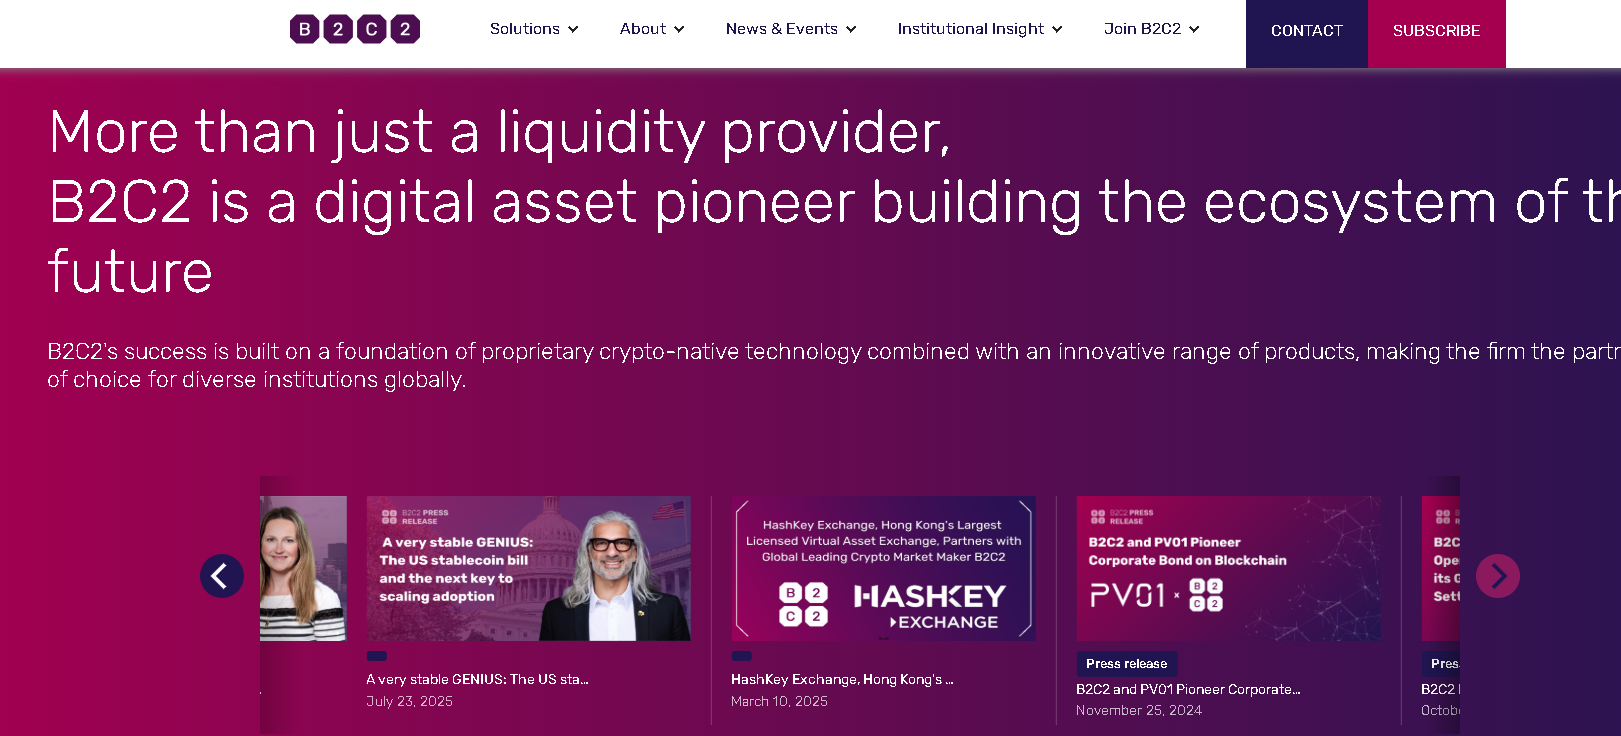 B2C2
Solutions
About
News & Events
Institutional Insight
Join B2C2
CONTACT
SUBSCRIBE
More than just a liquidity provider,
B2C2 is a digital asset pioneer building the ecosystem of th
future
B2C2's success is built on a foundation of proprietary crypto-native technology combined with an innovative range of products, making the firm the partn
of choice for diverse institutions globally.
B2C2 PRESS
RELEASE
A very stable GENIUS:
The US stablecoin bill
and the next key to
scaling adoption
A very stable GENIUS: The US sta...
July 23, 2025
HashKey Exchange, Hong Kong's Largest
Licensed Virtual Asset Exchange, Partners with
Global Leading Crypto Market Maker B2C2
B2
C2
HASHKEY
EXCHANGE
HashKey Exchange, Hong Kong's ...
March 10, 2025
B2C2 PRESS
RELEASE
B2C2 and PV01 Pioneer
Corporate Bond on Blockchain
PV01 x B2
C2
Press release
B2C2 and PV01 Pioneer Corporate...
November 25, 2024
B2C
Ope
its G
Sett
Pres
B2C2
Octob